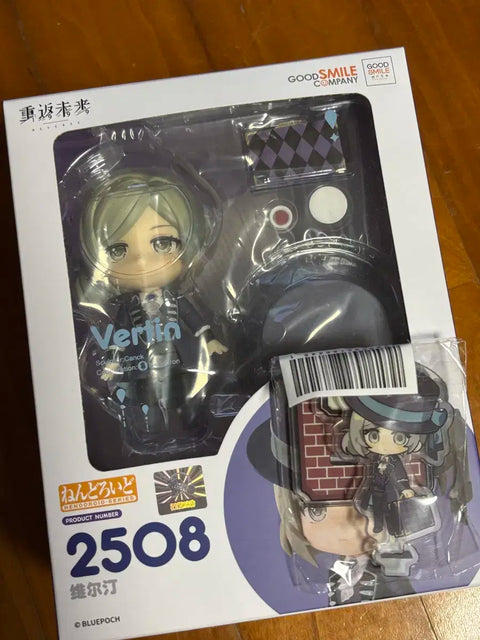 重返未来
REVERSE
GOOD SMILE
COMPANY
GOOD
SMILE
Vertin
ねんどろいど
NENDOROID SERIES
PRODUCT NUMBER
2508
维尔汀
© BLUEPOCH